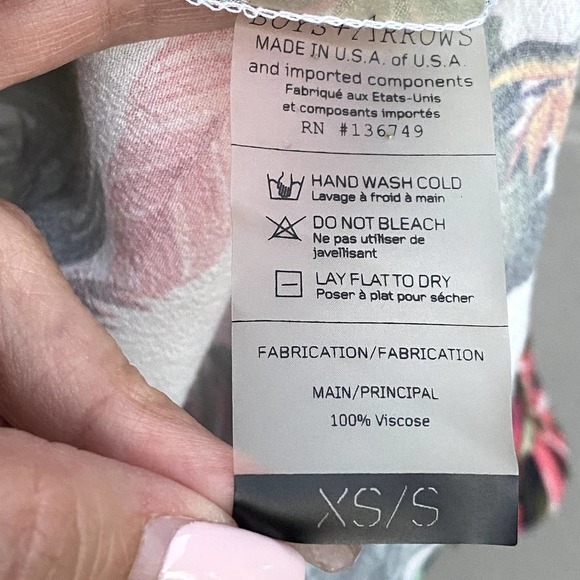 BOYS+ARROWS
MADE IN U.S.A. of U.S.A.
and imported components
Fabriqué aux Etats-Unis
et composants importés
RN #136749
HAND WASH COLD
Lavage à froid à main
DO NOT BLEACH
Ne pas utiliser de
javellisant
LAY FLAT TO DRY
Poser à plat pour sécher
FABRICATION/FABRICATION
MAIN/PRINCIPAL
100% Viscose
XS/S